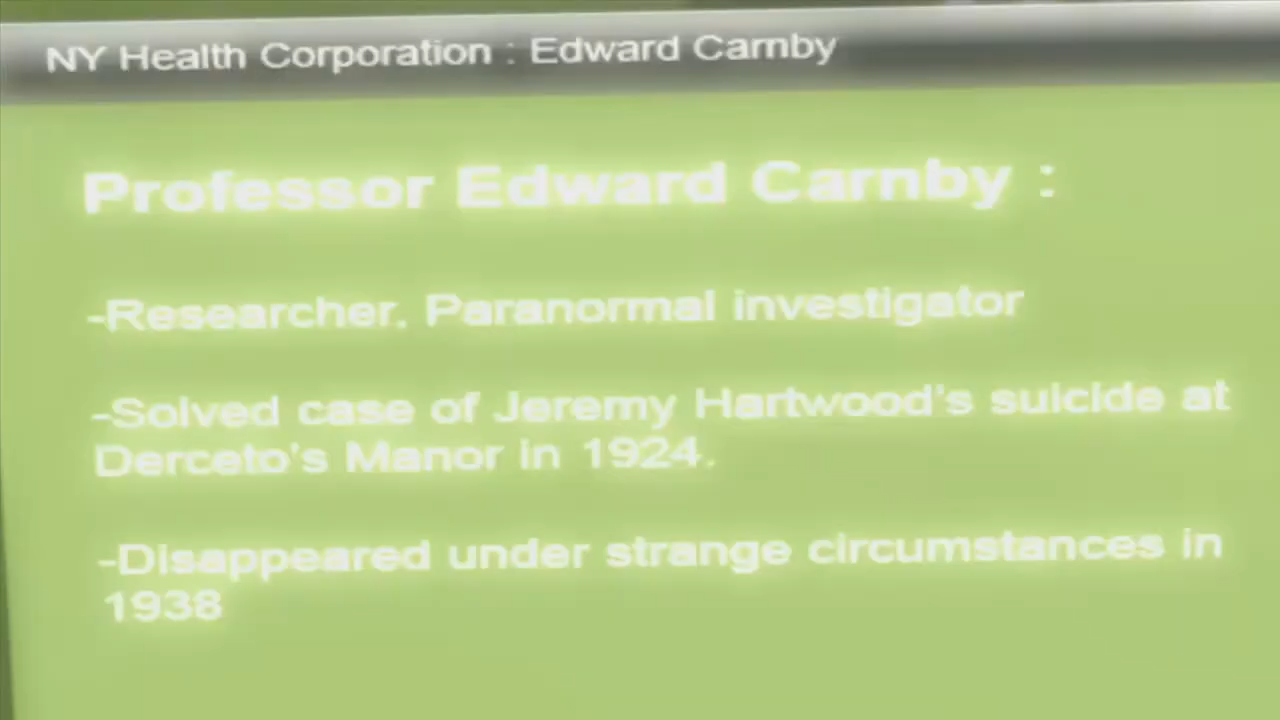 NY Health Corporation : Edward Carnby
Professor Edward Carnby :
-Researcher. Paranormal investigator
-Solved case of Jeremy Hartwood's suicide at
Derceto's Manor in 1924.
-Disappeared under strange circumstances in
1938